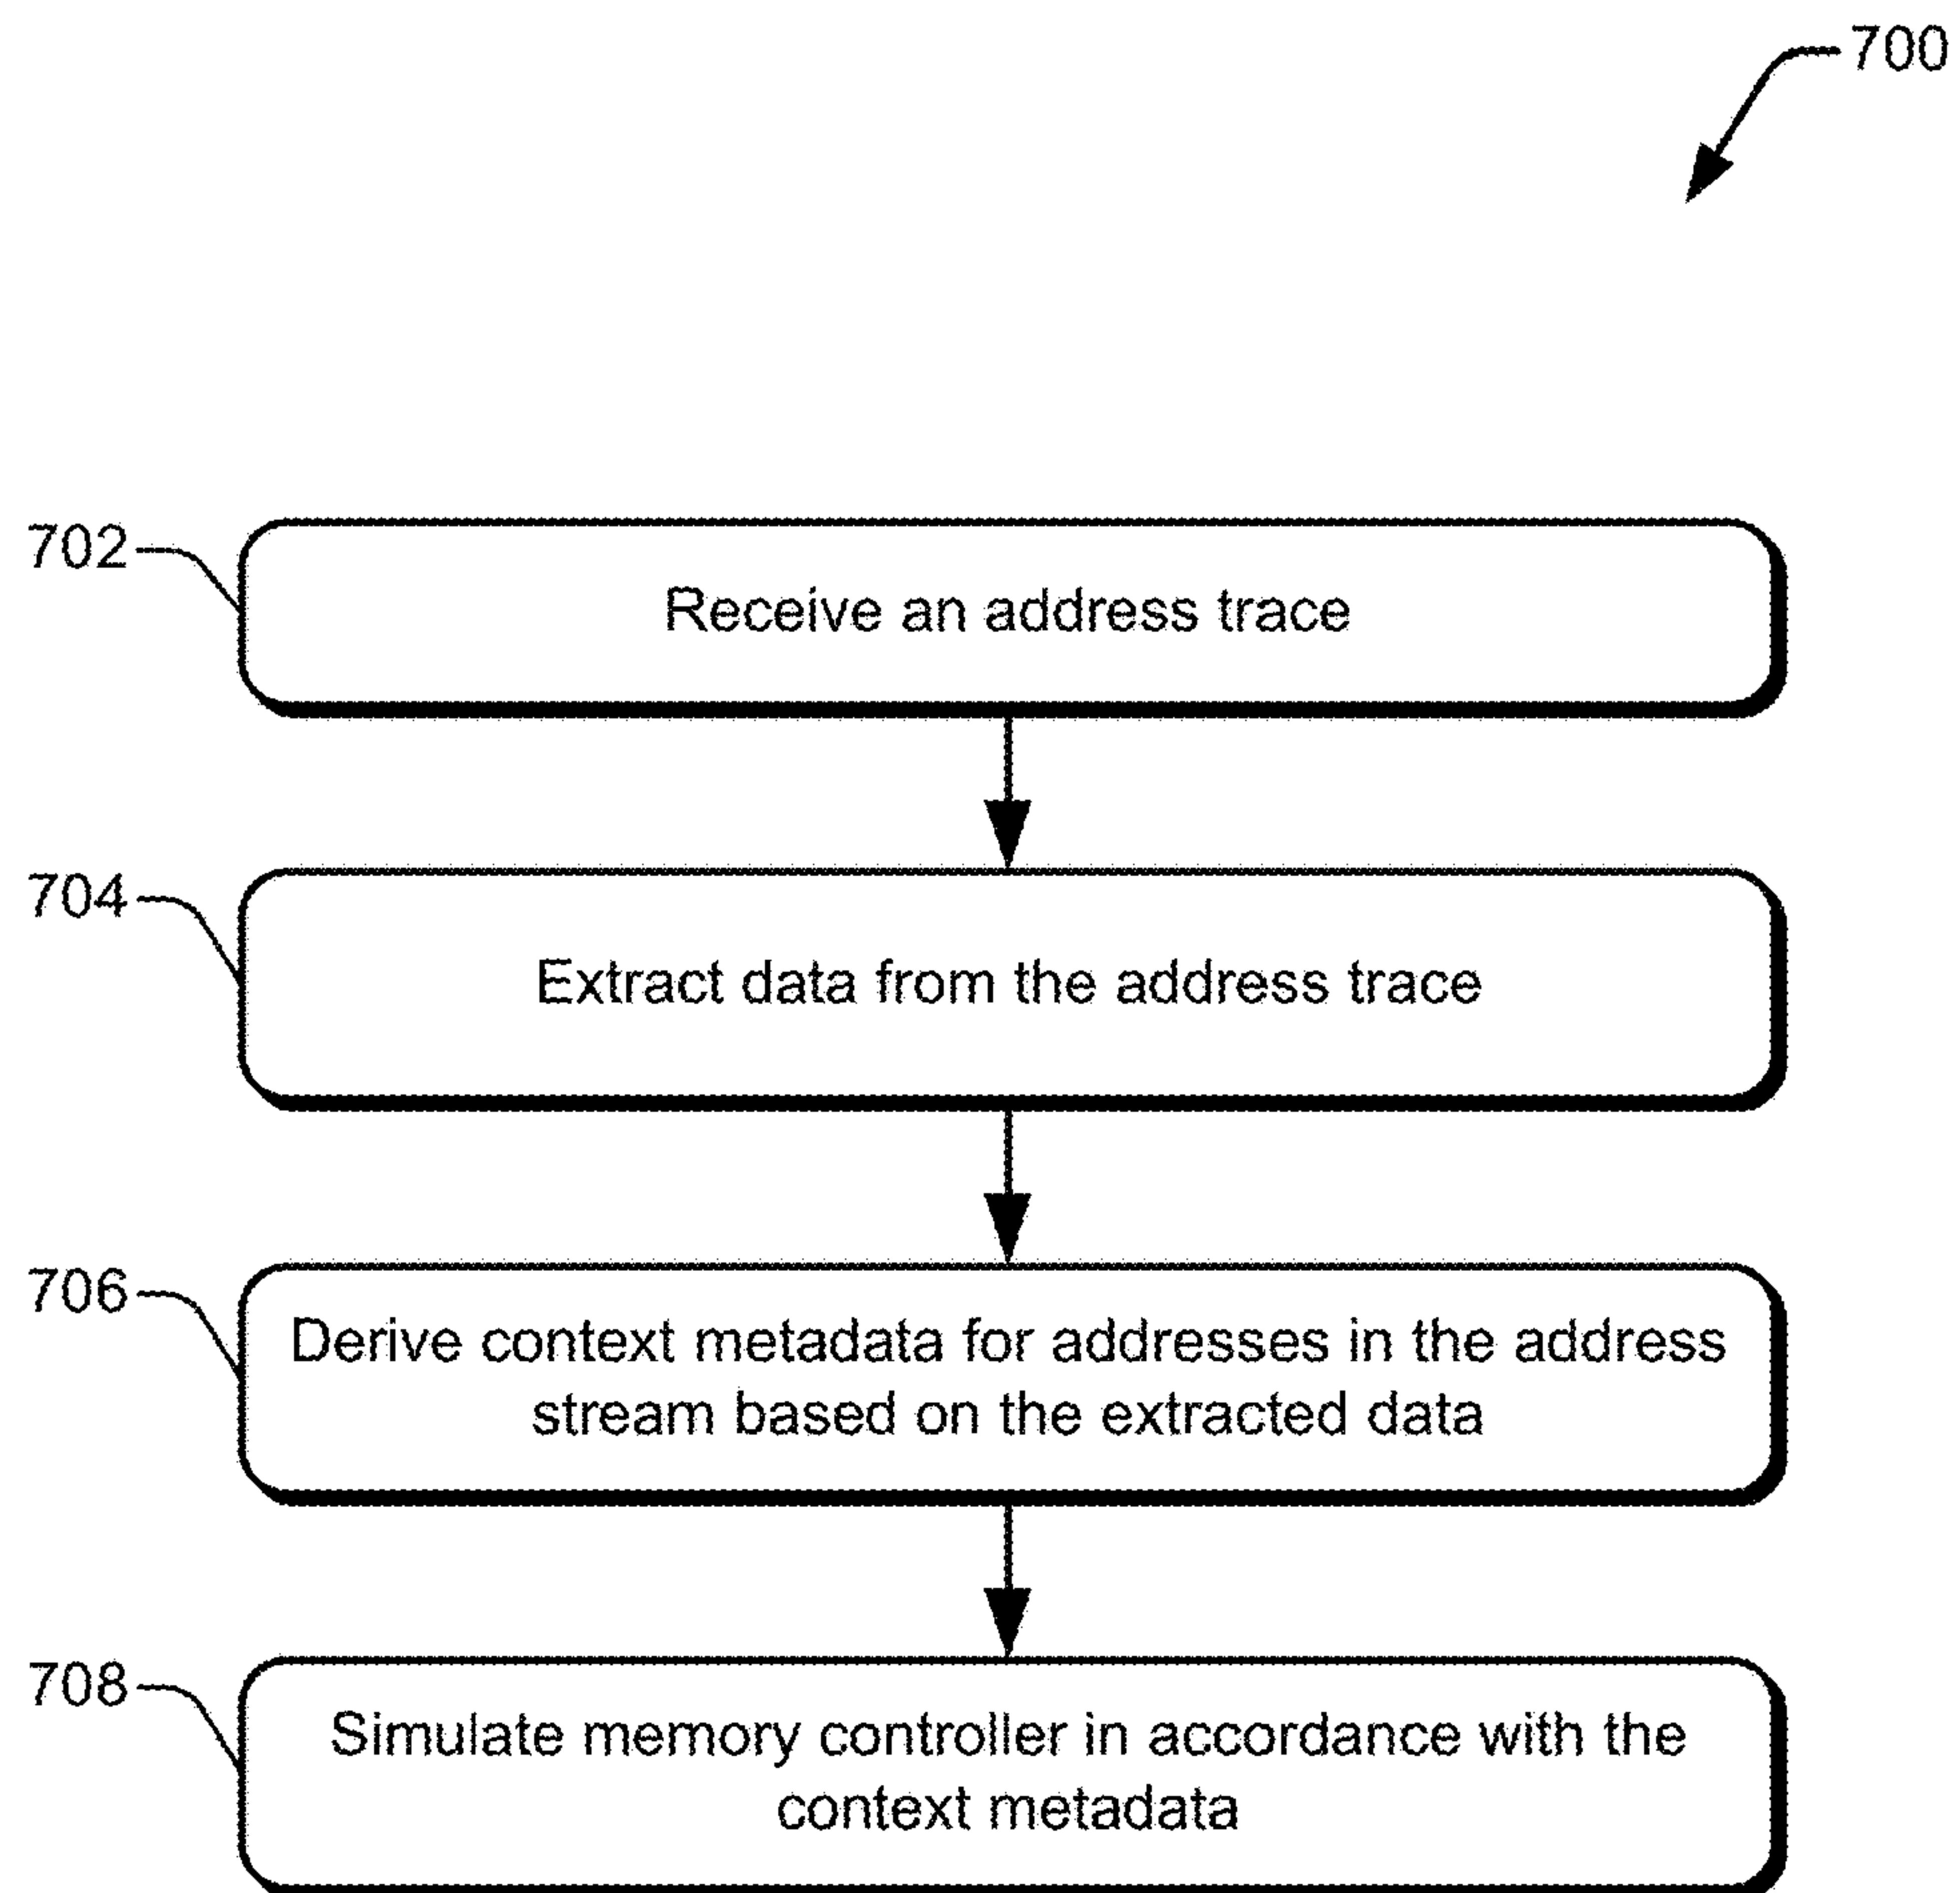 700
702
Receive an address trace
704
Extract data from the address trace
706
Derive context metadata for addresses in the address
stream based on the extracted data
708
Simulate memory controller in accordance with the
context metadata